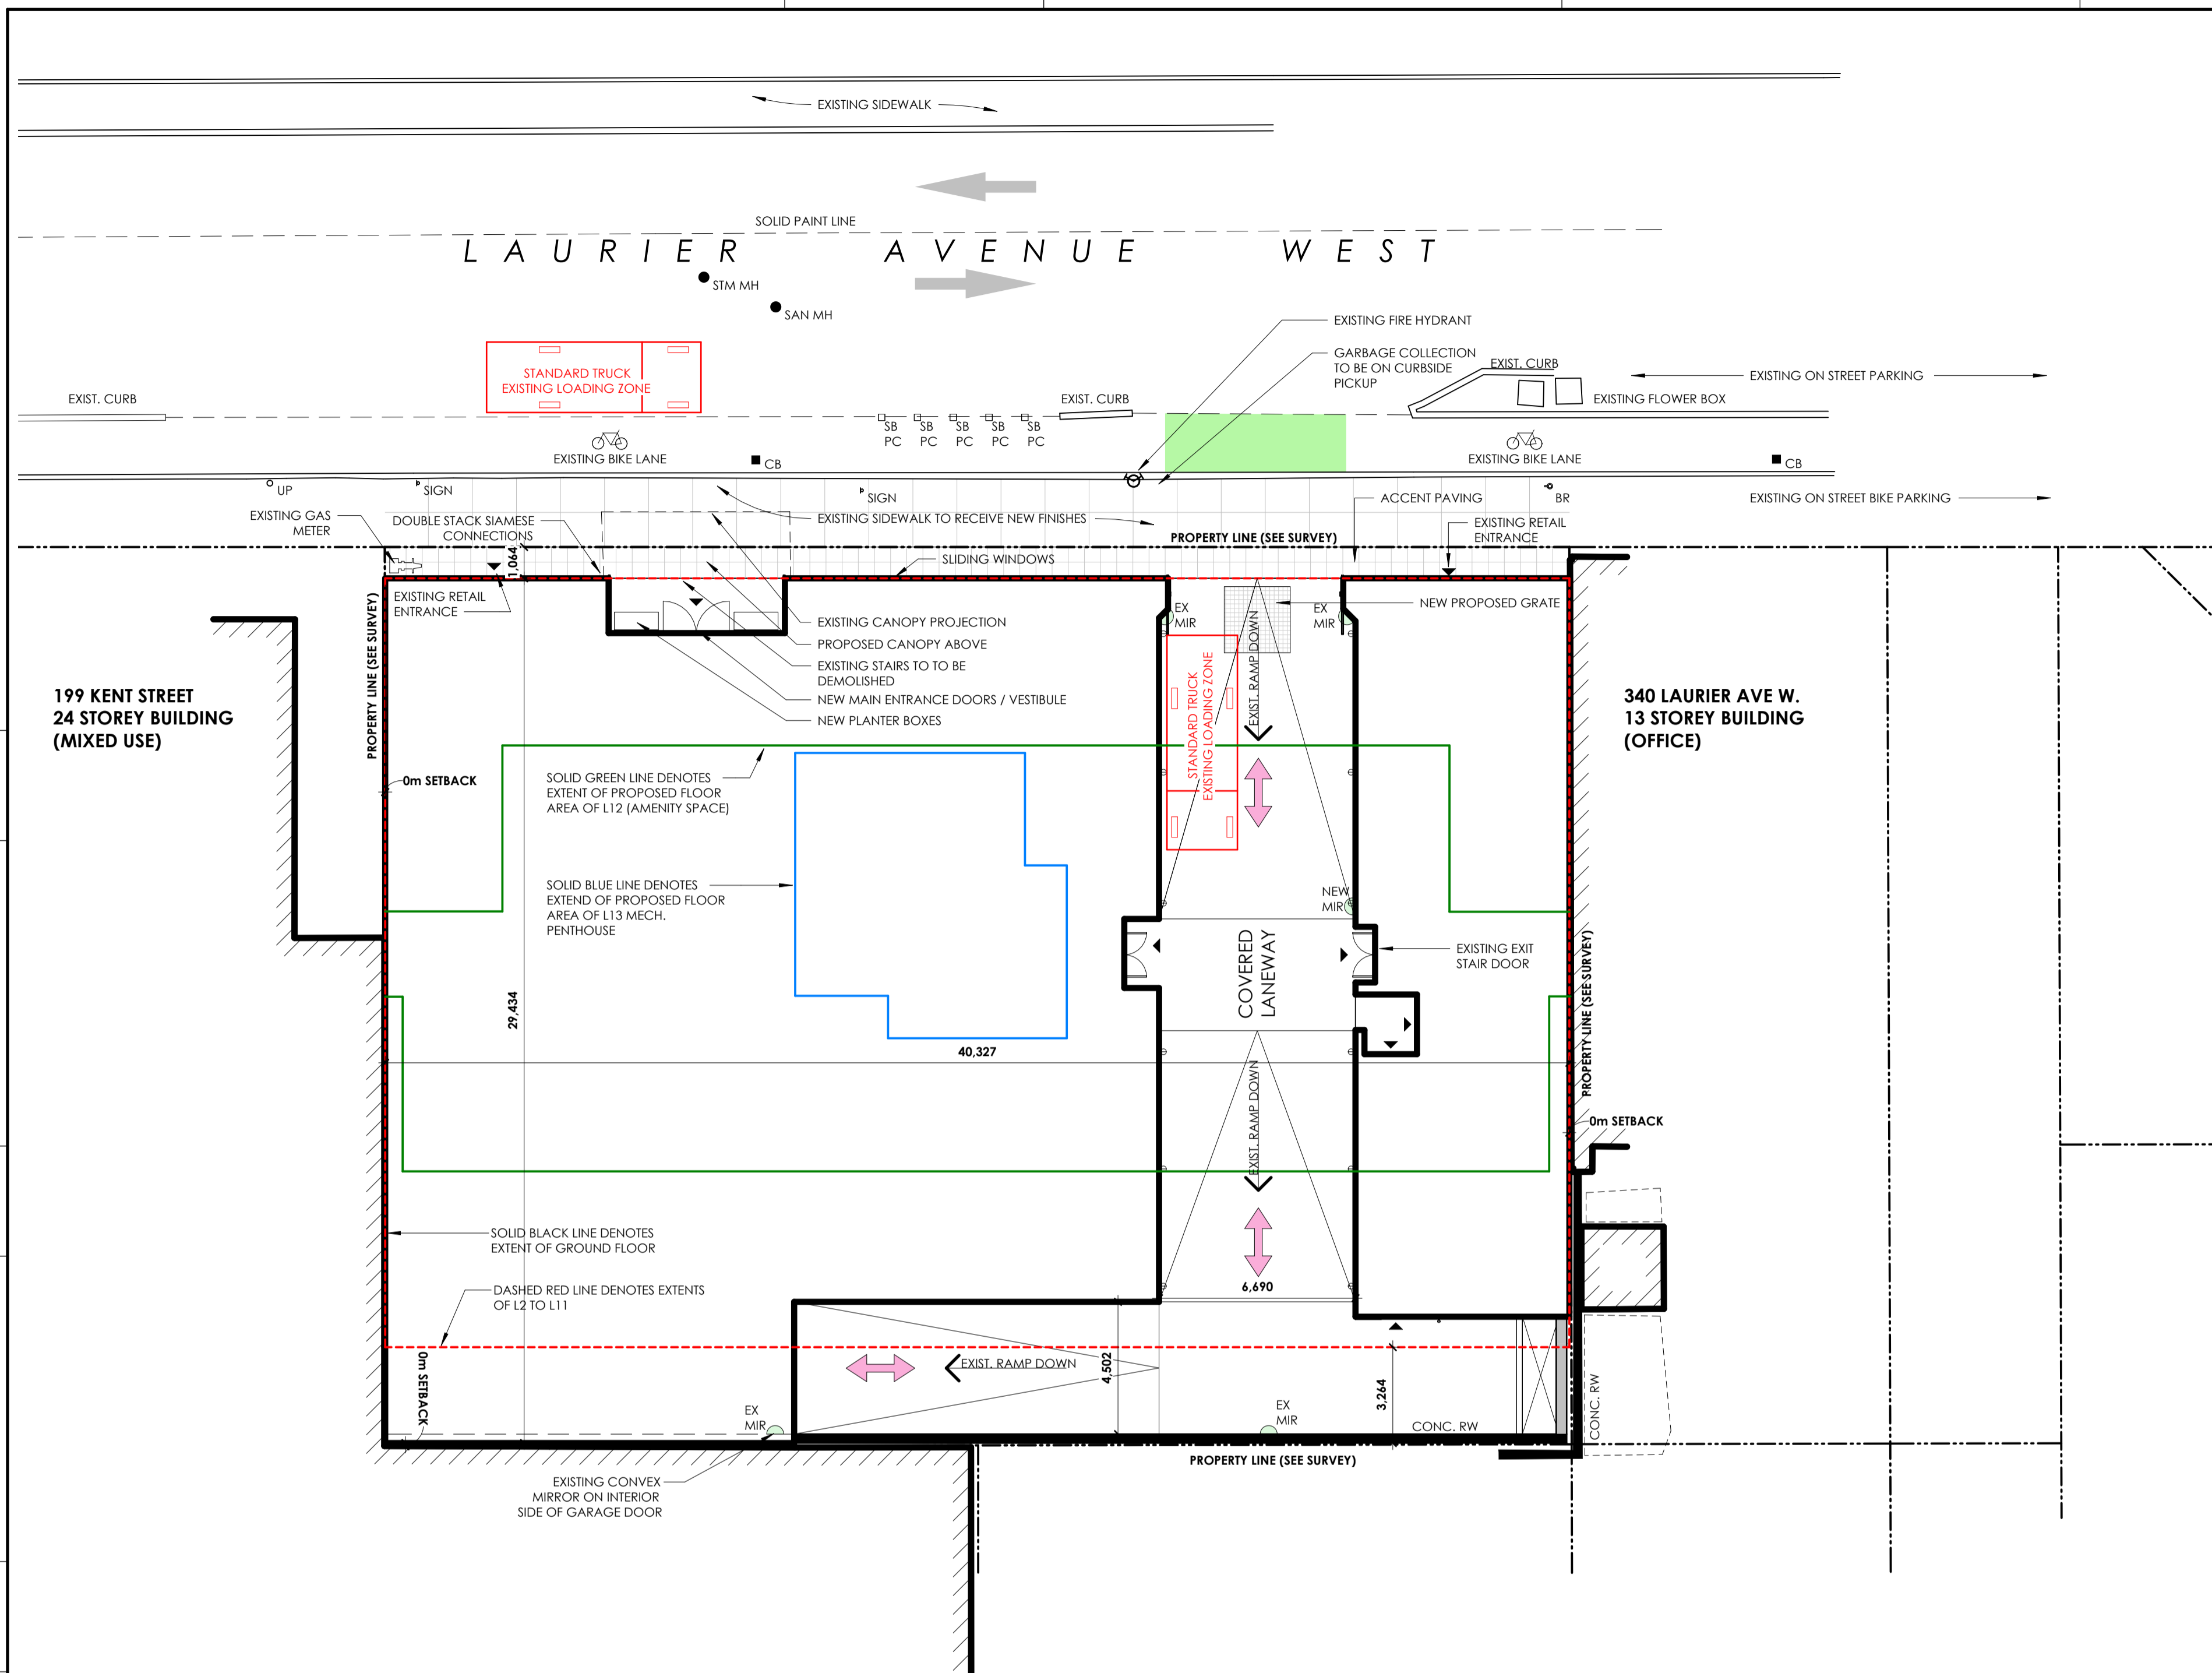 EXISTING SIDEWALK
SOLID PAINT LINE
LAURIER AVENUE WEST
STM MH
SAN MH
EXISTING FIRE HYDRANT
GARBAGE COLLECTION
TO BE ON CURBSIDE
PICKUP
STANDARD TRUCK
EXISTING LOADING ZONE
EXIST. CURB
EXISTING ON STREET PARKING
EXIST. CURB
EXIST. CURB
EXISTING FLOWER BOX
SB
PC
SB
PC
SB
PC
SB
PC
SB
PC
EXISTING BIKE LANE
CB
EXISTING BIKE LANE
CB
UP
SIGN
SIGN
ACCENT PAVING
BR
EXISTING ON STREET BIKE PARKING
EXISTING GAS
METER
DOUBLE STACK SIAMESE
CONNECTIONS
EXISTING SIDEWALK TO RECEIVE NEW FINISHES
EXISTING RETAIL
ENTRANCE
PROPERTY LINE (SEE SURVEY)
1,064
SLIDING WINDOWS
EXISTING RETAIL
ENTRANCE
EX
MIR
EX
MIR
NEW PROPOSED GRATE
EXISTING CANOPY PROJECTION
PROPOSED CANOPY ABOVE
EXISTING STAIRS TO TO BE
DEMOLISHED
NEW MAIN ENTRANCE DOORS / VESTIBULE
NEW PLANTER BOXES
PROPERTY LINE (SEE SURVEY)
EXIST. RAMP DOWN
STANDARD TRUCK
EXISTING LOADING ZONE
199 KENT STREET
24 STOREY BUILDING
(MIXED USE)
340 LAURIER AVE W.
13 STOREY BUILDING
(OFFICE)
0m SETBACK
SOLID GREEN LINE DENOTES
EXTENT OF PROPOSED FLOOR
AREA OF L12 (AMENITY SPACE)
SOLID BLUE LINE DENOTES
EXTEND OF PROPOSED FLOOR
AREA OF L13 MECH.
PENTHOUSE
NEW
MIR
COVERED
LANEWAY
EXISTING EXIT
STAIR DOOR
PROPERTY LINE (SEE SURVEY)
29,434
40,327
EXIST. RAMP DOWN
0m SETBACK
SOLID BLACK LINE DENOTES
EXTENT OF GROUND FLOOR
DASHED RED LINE DENOTES EXTENTS
OF L2 TO L11
6,690
0m SETBACK
EXIST. RAMP DOWN
4,502
3,264
EX
MIR
EX
MIR
CONC. RW
CONC. RW
PROPERTY LINE (SEE SURVEY)
EXISTING CONVEX
MIRROR ON INTERIOR
SIDE OF GARAGE DOOR